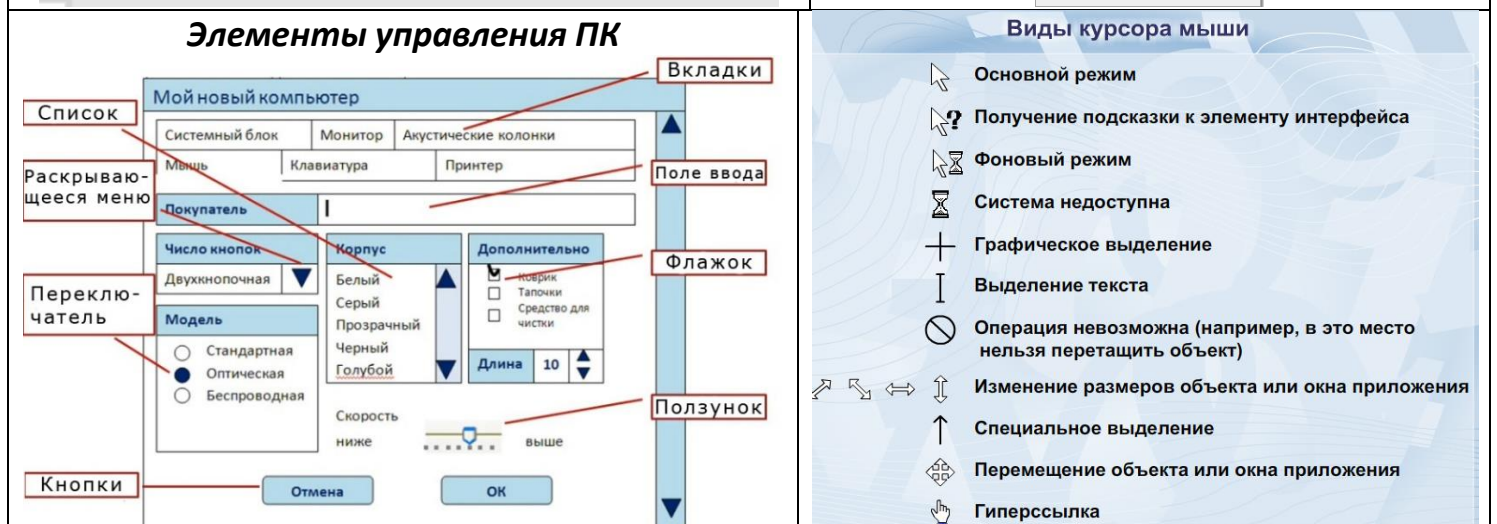 Элементы управления ПК
Вкладки
Мой новый компьютер
Список
Системный блок Монитор Акустические колонки
Мышь Клавиатура Принтер
Раскрываю-
щееся меню
Поле ввода
Покупатель
Число кнопок Корпус Дополнительно
Двухкнопочная
Белый
Серый
Прозрачный
Черный
Голубой
Коврик
Тапочки
Средство для
чистки
Флажок
Переклю-
чатель
Модель
Стандартная
Оптическая
Беспроводная
Длина 10
Ползунок
Скорость
ниже выше
Кнопки
Отмена ОК
Виды курсора мыши
Основной режим
Получение подсказки к элементу интерфейса
Фоновый режим
Система недоступна
Графическое выделение
Выделение текста
Операция невозможна (например, в это место
нельзя перетащить объект)
Изменение размеров объекта или окна приложения
Специальное выделение
Перемещение объекта или окна приложения
Гиперссылка